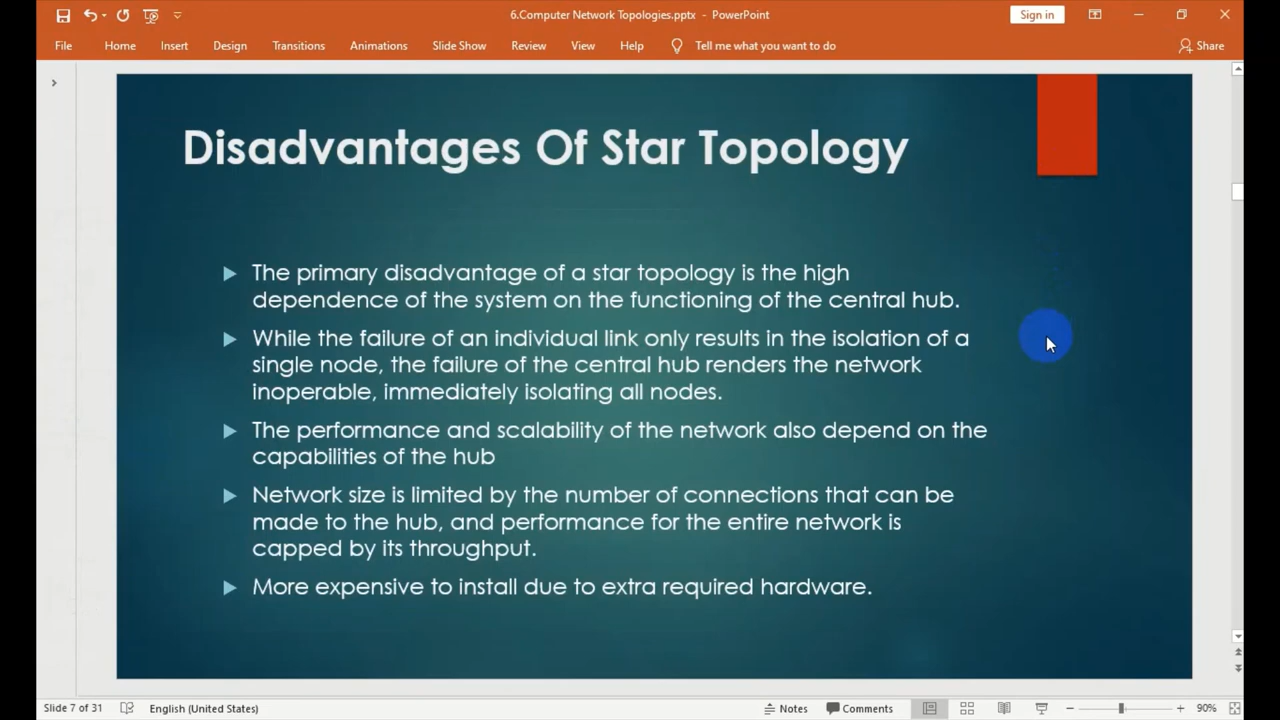 6.Computer Network Topologies.pptx - PowerPoint
Sign in
File Home Insert Design Transitions Animations Slide Show Review View Help Tell me what you want to do Share
Disadvantages Of Star Topology
The primary disadvantage of a star topology is the high
dependence of the system on the functioning of the central hub.
While the failure of an individual link only results in the isolation of a
single node, the failure of the central hub renders the network
inoperable, immediately isolating all nodes.
The performance and scalability of the network also depend on the
capabilities of the hub
Network size is limited by the number of connections that can be
made to the hub, and performance for the entire network is
capped by its throughput.
More expensive to install due to extra required hardware.
Slide 7 of 31 English (United States) Notes Comments 90%